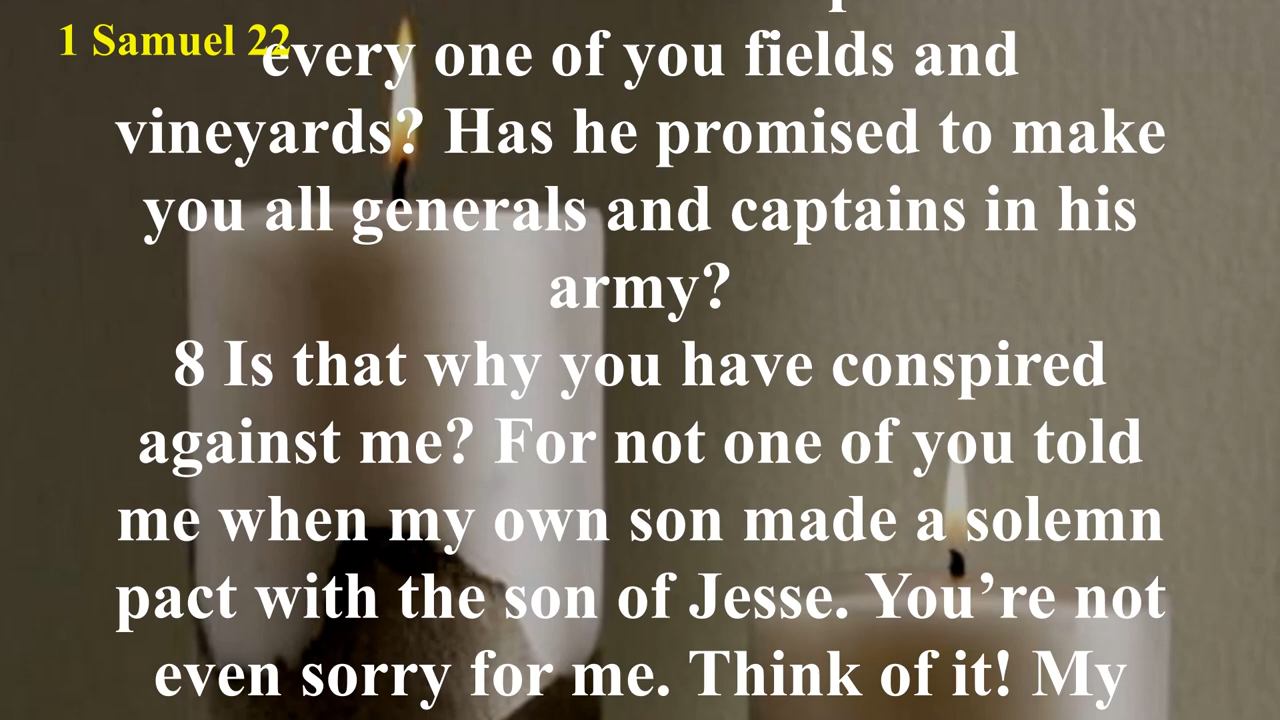 1 Samuel 22
every one of you fields and
vineyards? Has he promised to make
you all generals and captains in his
army?
8 Is that why you have conspired
against me? For not one of you told
me when my own son made a solemn
pact with the son of Jesse. You’re not
even sorry for me. Think of it! My